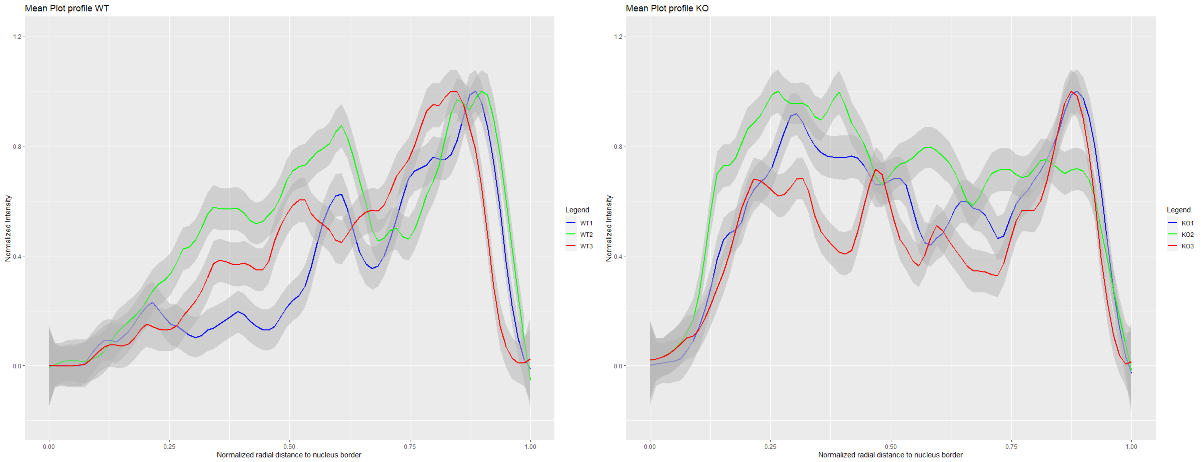 Mean Plot profile WT
1.2
0.8
0.4
0.0
Normalized Intensity
0.00 0.25 0.50 0.75 1.00
Normalized radial distance to nucleus border
Legend
WT1
WT2
WT3
Mean Plot profile KO
1.2
0.8
0.4
0.0
Normalized Intensity
0.00 0.25 0.50 0.75 1.00
Normalized radial distance to nucleus border
Legend
KO1
KO2
KO3